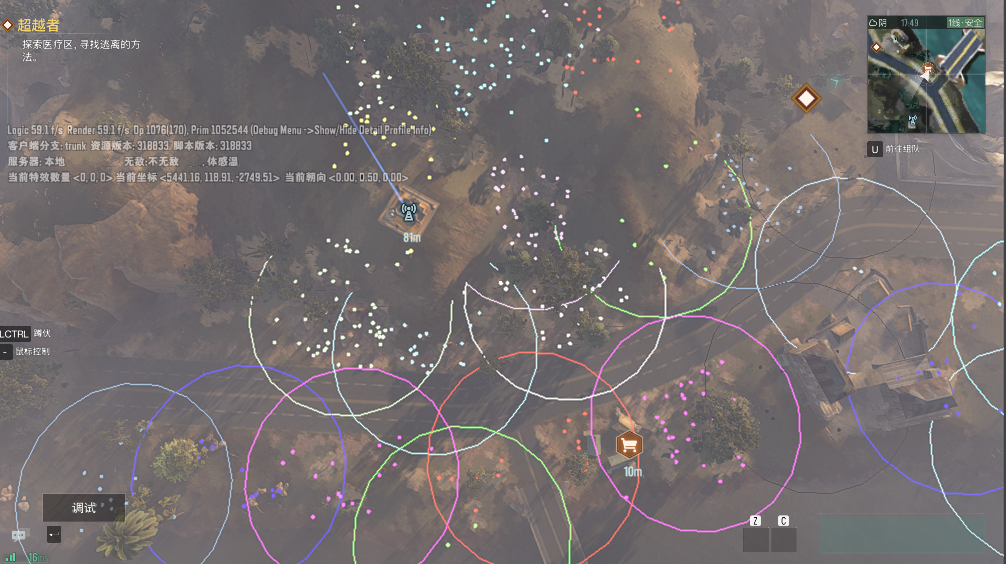 超越者
探索医疗区，寻找逃离的方
法。
阴 17:49 1线·安全
U 前往组队
Logic 59.1 f/s Render 59.1 f/s Dp 1076(170), Prim 1052544 (Debug Menu ->Show/Hide Detail Profile Info)
客户端分支: trunk 资源版本: 318833 脚本版本: 318833
服务器: 本地 无敌:不无敌 体感温
当前特效数量 <0, 0, 0> 当前坐标 <5441.16, 118.91, -2749.51> 当前朝向 <0.00, 0.50, 0.00>
81m
LCTRL 蹲伏
- 鼠标控制
10m
调试
7 C
16ms